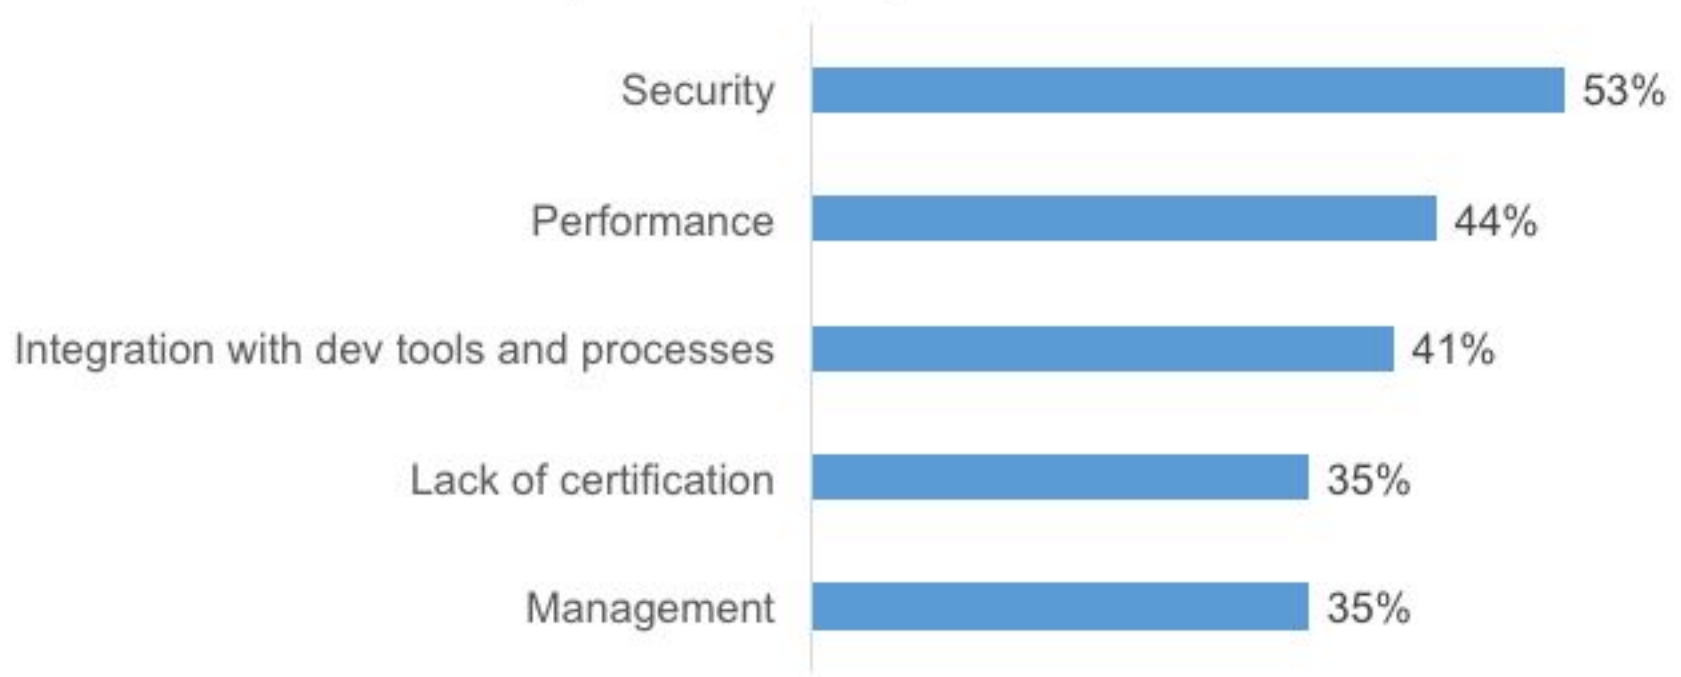 Security 53%
Performance 44%
Integration with dev tools and processes 41%
Lack of certification 35%
Management 35%